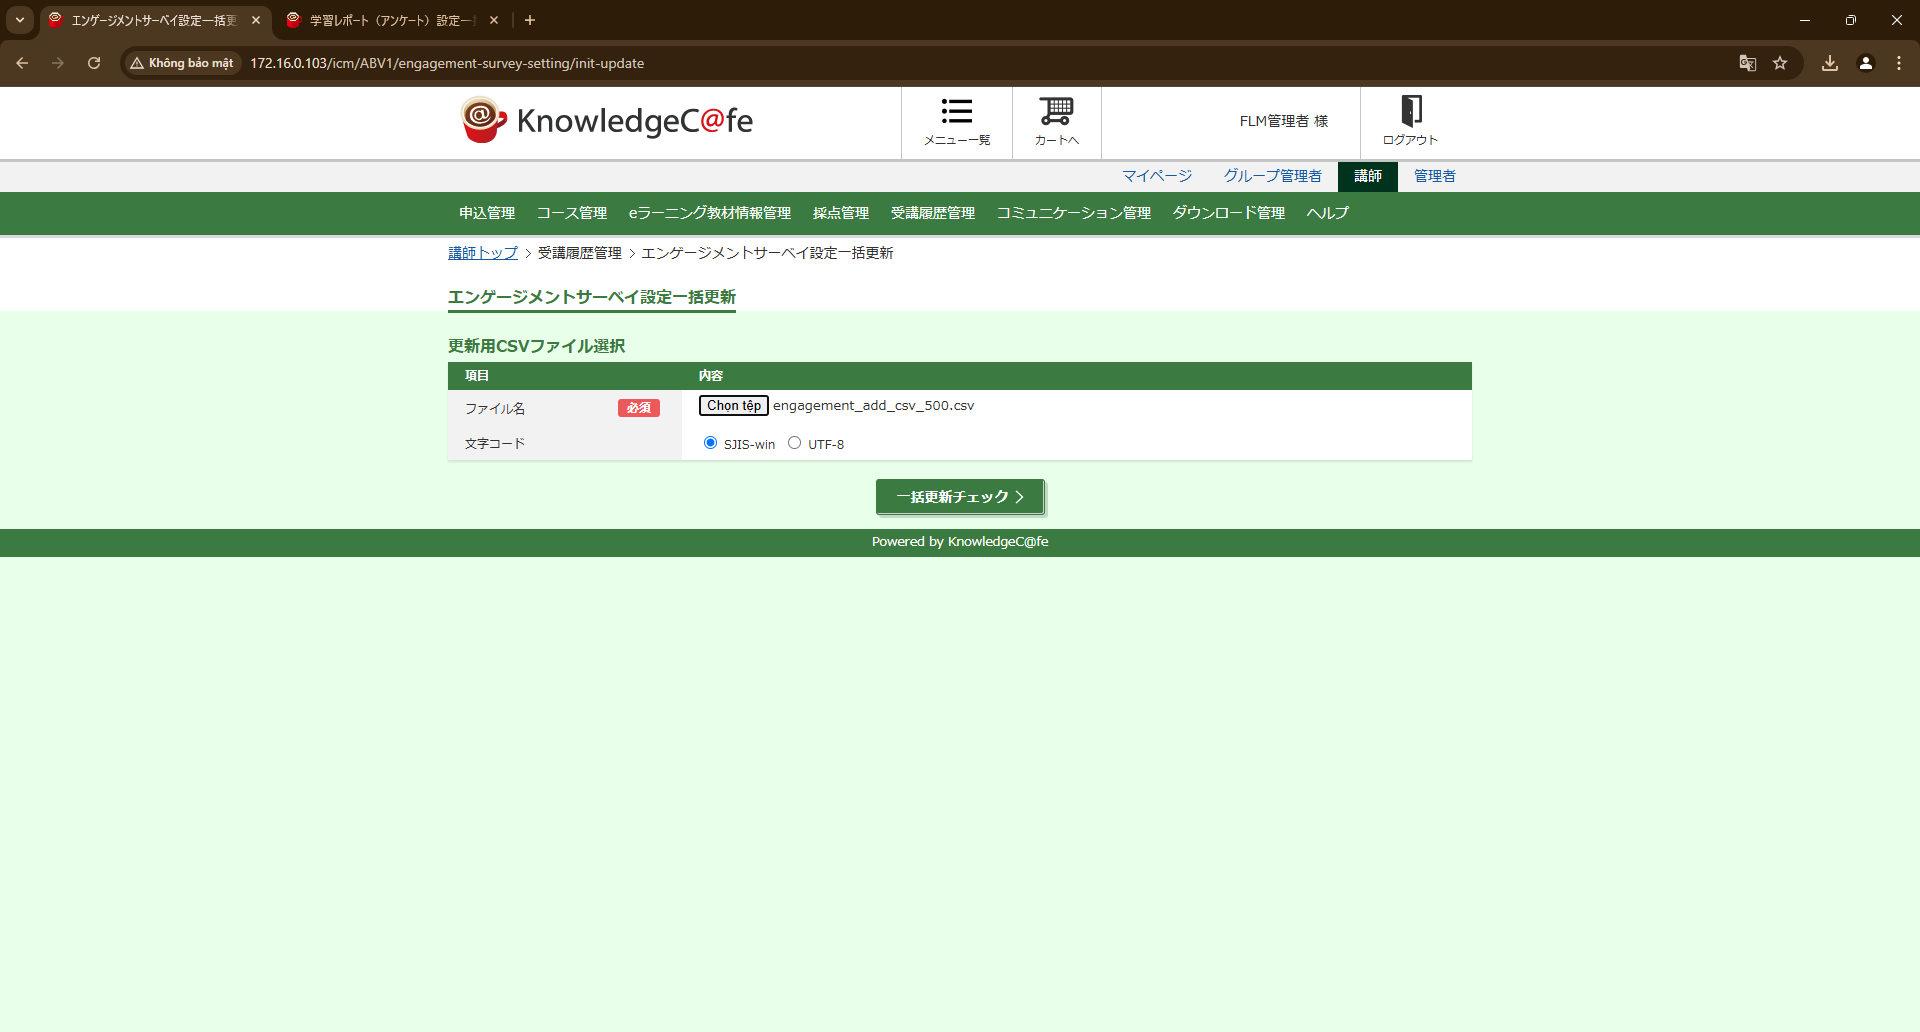 エンゲージメントサーベイ設定一括更
学習レポート（アンケート）設定一
Không bảo mật
172.16.0.103/icm/ABV1/engagement-survey-setting/init-update
KnowledgeC@fe
メニュー一覧
カートへ
FLM管理者 様
ログアウト
マイページ
グループ管理者
講師
管理者
申込管理
コース管理
eラーニング教材情報管理
採点管理
受講履歴管理
コミュニケーション管理
ダウンロード管理
ヘルプ
講師トップ > 受講履歴管理 > エンゲージメントサーベイ設定一括更新
エンゲージメントサーベイ設定一括更新
更新用CSVファイル選択
項目
内容
ファイル名
必須
Chọn tệp engagement_add_csv_500.csv
文字コード
SJIS-win
UTF-8
一括更新チェック
Powered by KnowledgeC@fe